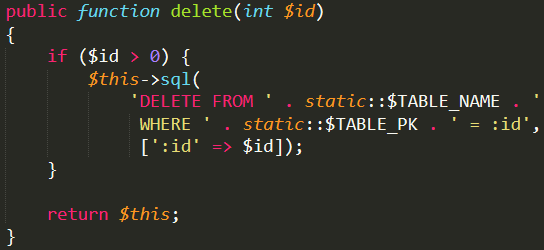 public function delete(int $id)
{
    if ($id > 0) {
        $this->sql(
            'DELETE FROM ' . static::$TABLE_NAME . '
             WHERE ' . static::$TABLE_PK . ' = :id',
             [':id' => $id]);
    }
    return $this;
}